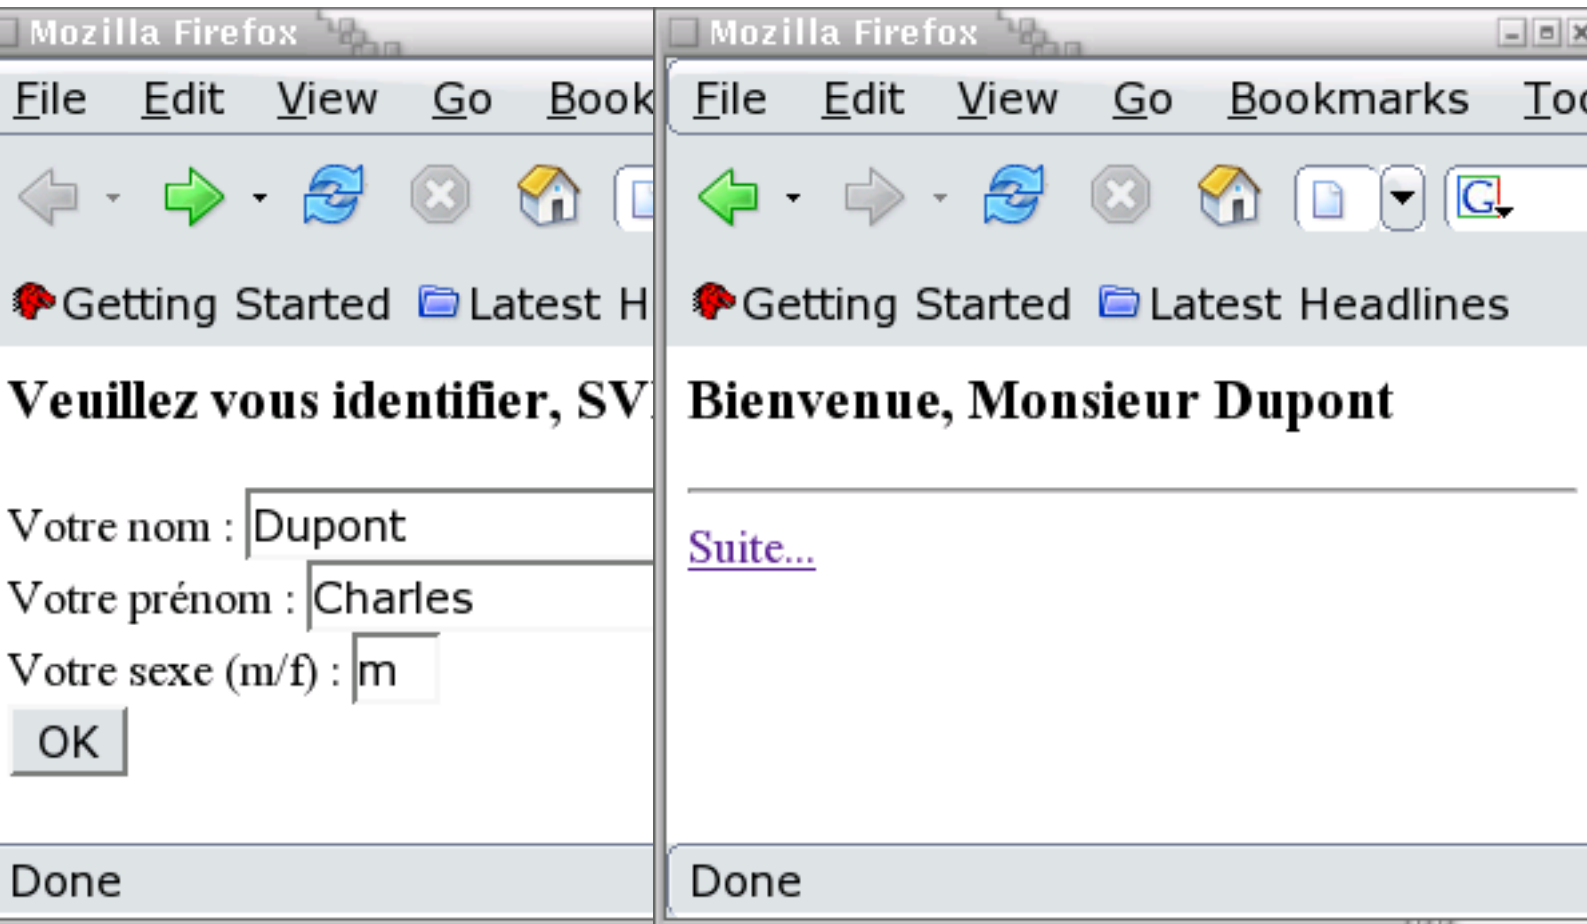 Mozilla Firefox
File Edit View Go Book
Getting Started Latest H
Veuillez vous identifier, SV
Votre nom : Dupont
Votre prénom : Charles
Votre sexe (m/f) : m
OK
Done
Mozilla Firefox
File Edit View Go Bookmarks Too
G
Getting Started Latest Headlines
Bienvenue, Monsieur Dupont
Suite...
Done